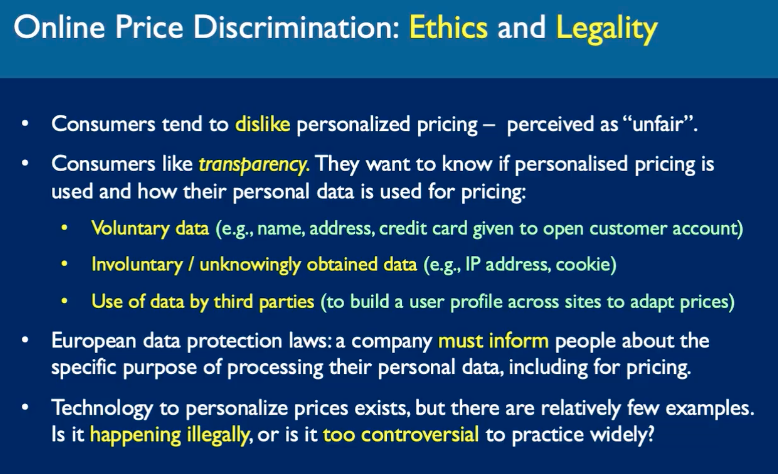 Online Price Discrimination: Ethics and Legality
• Consumers tend to dislike personalized pricing – perceived as “unfair”.
• Consumers like transparency. They want to know if personalised pricing is
used and how their personal data is used for pricing:
• Voluntary data (e.g., name, address, credit card given to open customer account)
• Involuntary / unknowingly obtained data (e.g., IP address, cookie)
• Use of data by third parties (to build a user profile across sites to adapt prices)
• European data protection laws: a company must inform people about the
specific purpose of processing their personal data, including for pricing.
• Technology to personalize prices exists, but there are relatively few examples.
Is it happening illegally, or is it too controversial to practice widely?